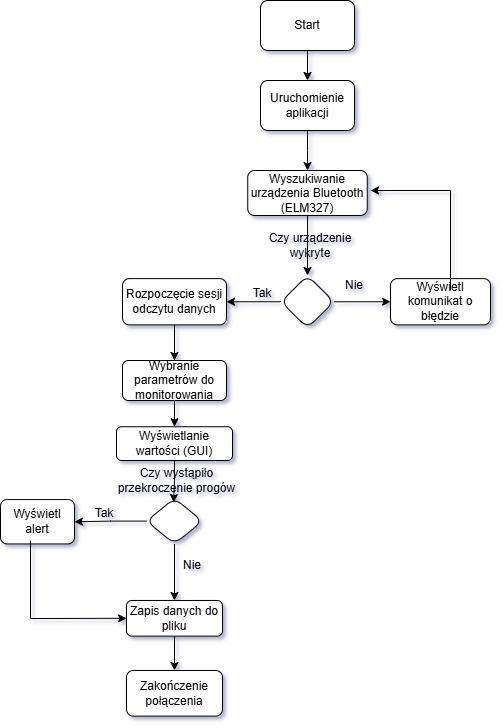 Start
Uruchomienie
aplikacji
Wyszukiwanie
urządzenia Bluetooth
(ELM327)
Czy urządzenie
wykryte
Tak
Nie
Rozpoczęcie sesji
odczytu danych
Wyświetl
komunikat o
błędzie
Wybranie
parametrów do
monitorowania
Wyświetlanie
wartości (GUI)
Czy wystąpiło
przekroczenie progów
Tak
Wyświetl
alert
Nie
Zapis danych do
pliku
Zakończenie
połączenia